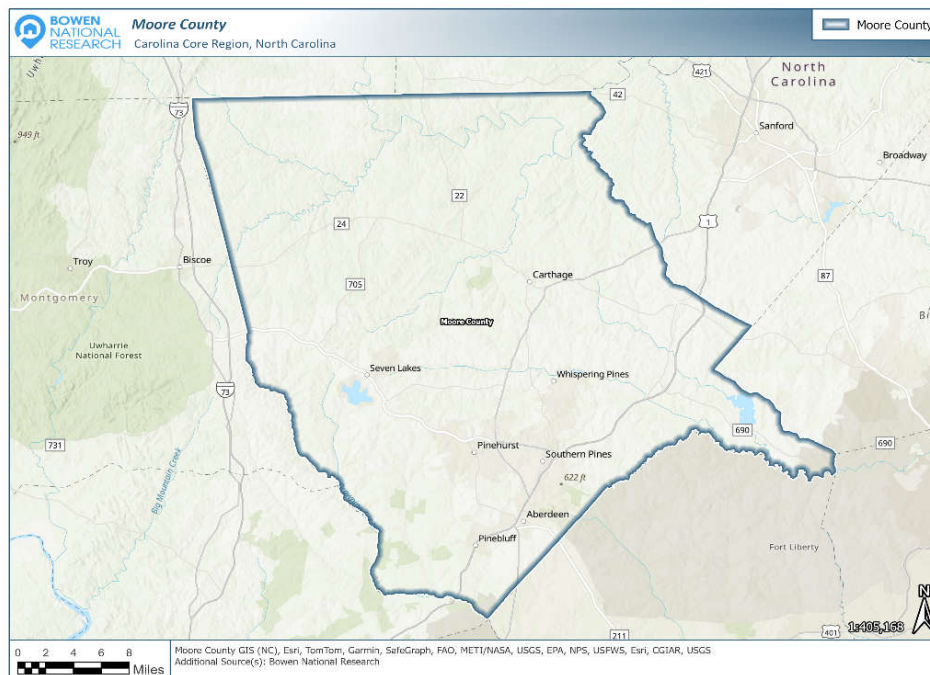 BOWEN
NATIONAL
RESEARCH
Moore County
Carolina Core Region, North Carolina
Moore County
Uwhar
North
Carolina
421
42
73
949 ft
Sanford
Broadway
22
24
1
Troy
Biscoe
Carthage
87
Montgomery
705
Bi
Moore County
Uwharrie
National Forest
Seven Lakes
Whispering Pines
73
690
731
Pinehurst
690
Southern Pines
622 ft
Big Mountain Creek
Aberdeen
Pinebluff
Fort Liberty
N
1:405,168
211
401
0 2 4 6 8
Miles
Moore County GIS (NC), Esri, TomTom, Garmin, SafeGraph, FAO, METI/NASA, USGS, EPA, NPS, USFWS, Esri, CGIAR, USGS
Additional Source(s): Bowen National Research